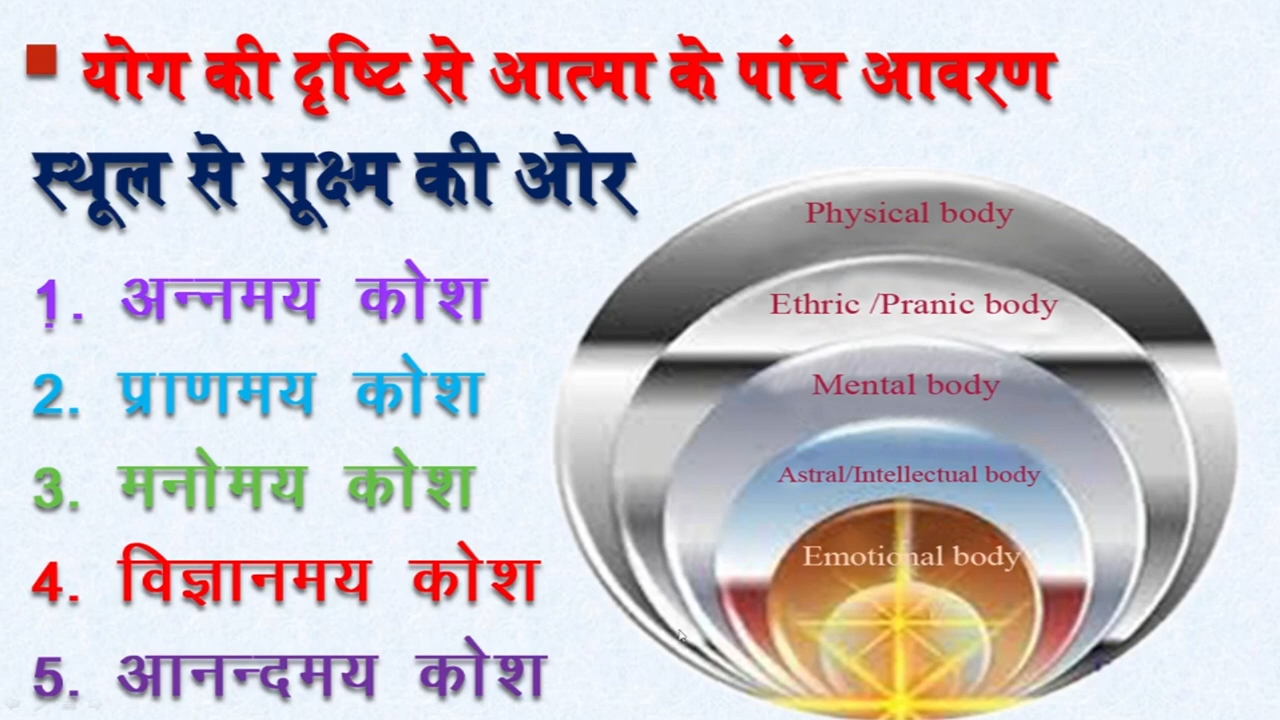 योग की दृष्टि से आत्मा के पांच आवरण
स्थूल से सूक्ष्म की ओर
1. अन्नमय कोश
2. प्राणमय कोश
3. मनोमय कोश
4. विज्ञानमय कोश
5. आनन्दमय कोश
Physical body
Ethric /Pranic body
Mental body
Astral/Intellectual body
Emotional body